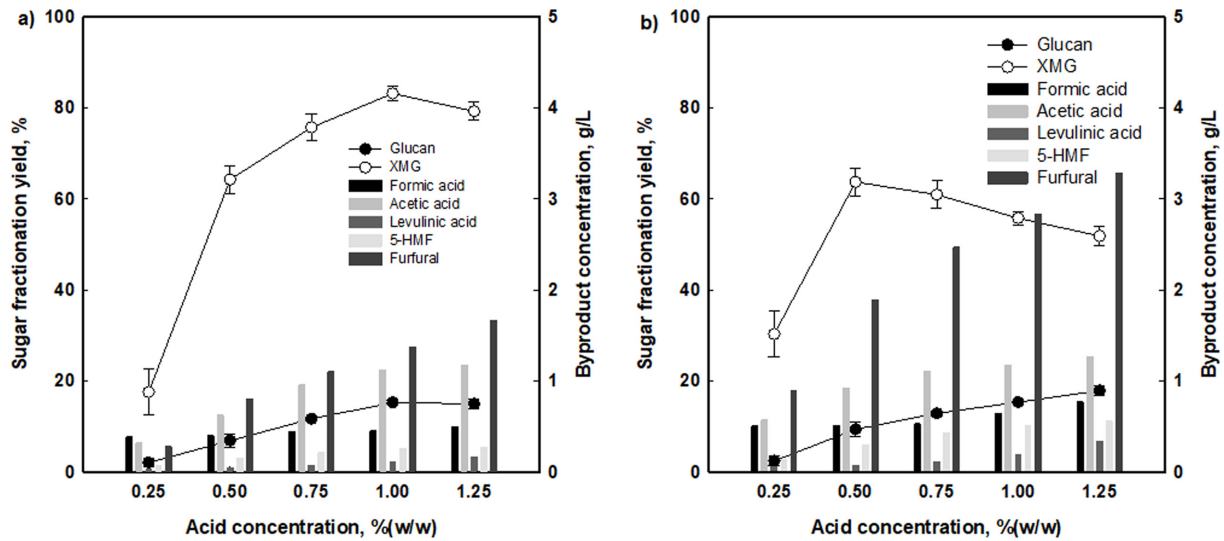 a)
100
80
60
40
20
0
Sugar fractionation yield, %
5
4
3
2
1
0
Byproduct concentration, g/L
Glucan
XMG
Formic acid
Acetic acid
Levulinic acid
5-HMF
Furfural
0.25 0.50 0.75 1.00 1.25
Acid concentration, %(w/w)
b)
100
80
60
40
20
0
Sugar fractionation yield, %
5
4
3
2
1
0
Byproduct concentration, g/L
Glucan
XMG
Formic acid
Acetic acid
Levulinic acid
5-HMF
Furfural
0.25 0.50 0.75 1.00 1.25
Acid concentration, %(w/w)